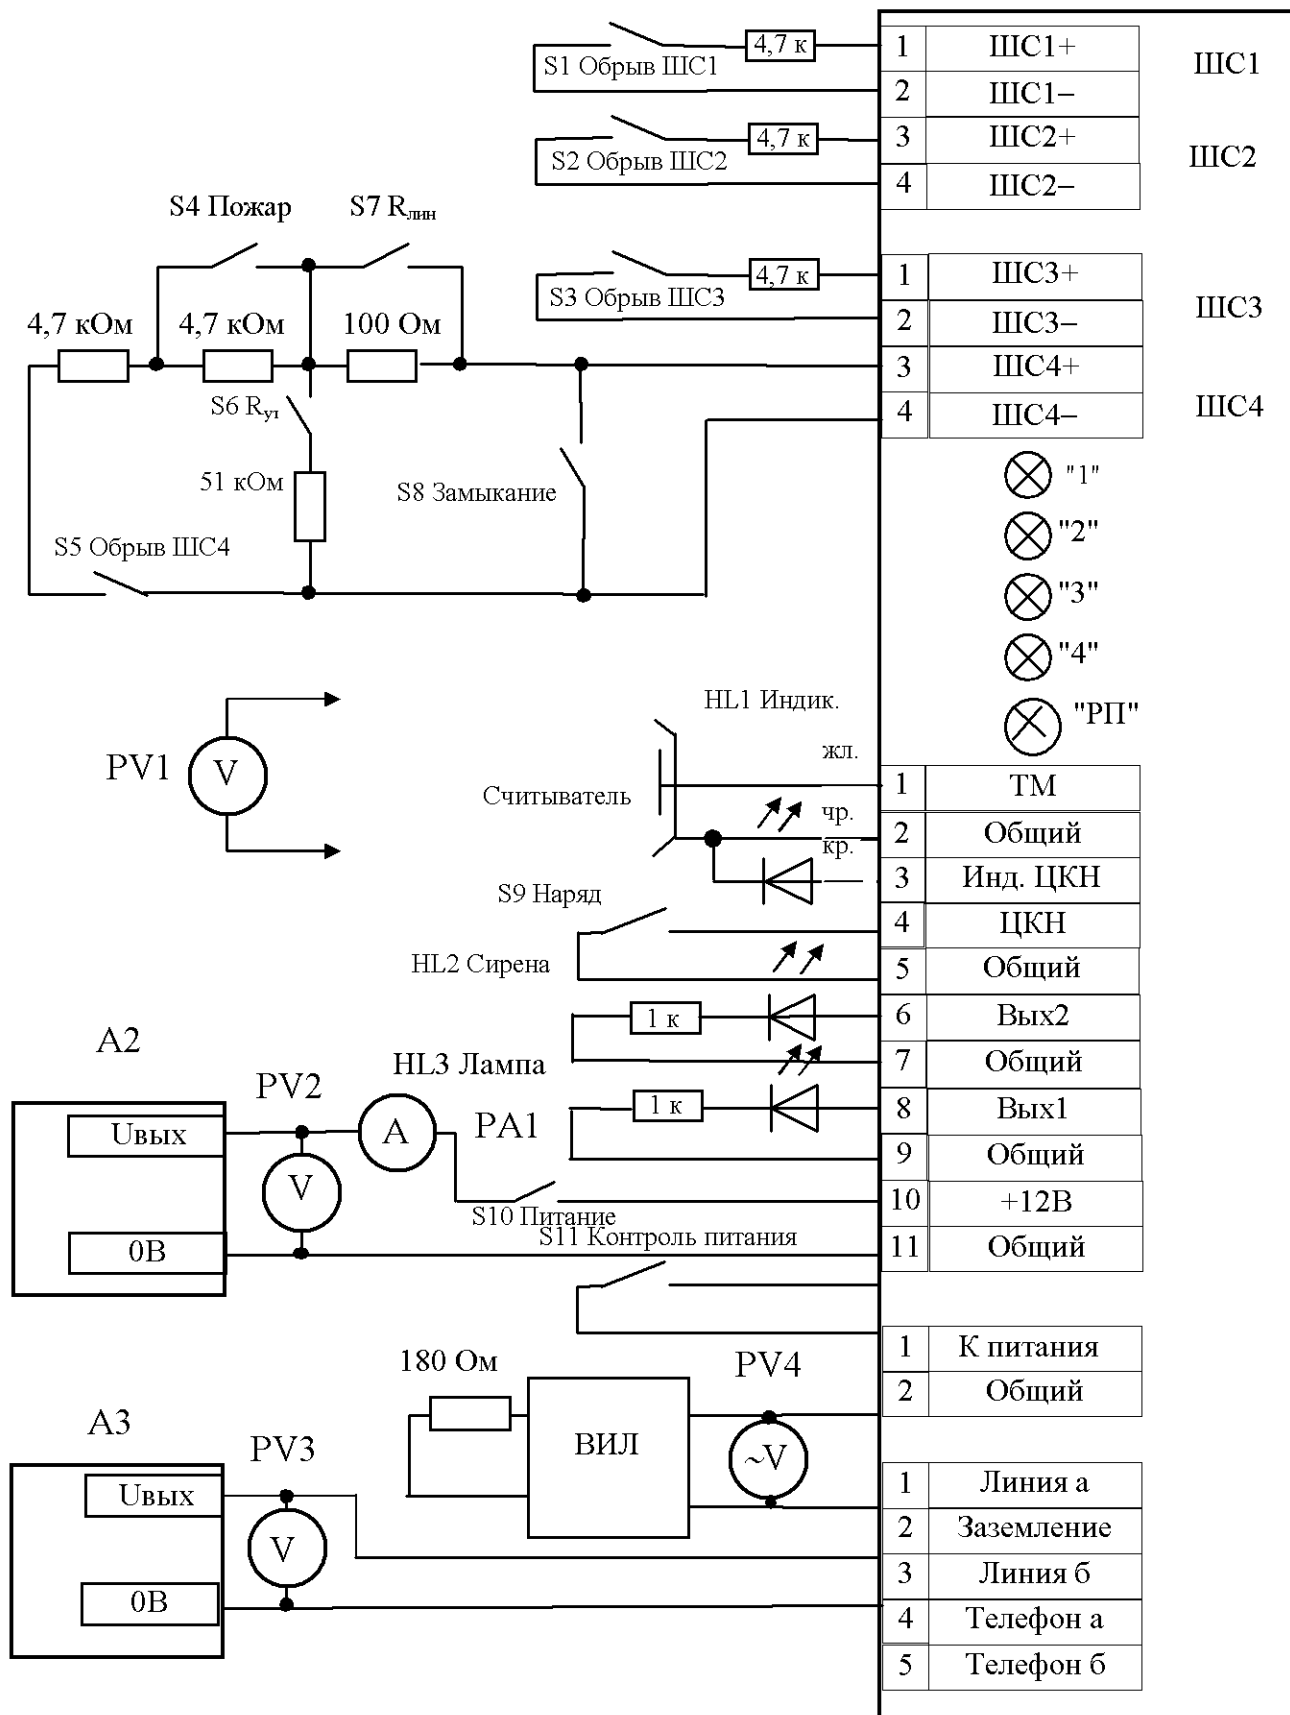 4,7 к
1 ШС1+
ШС1
S1 Обрыв ШС1
2 ШС1–
4,7 к
3 ШС2+
ШС2
S2 Обрыв ШС2
4 ШС2–
S4 Пожар
S7 Rлин
4,7 к
1 ШС3+
ШС3
S3 Обрыв ШС3
2 ШС3–
4,7 кОм
4,7 кОм
100 Ом
3 ШС4+
ШС4
4 ШС4–
S6 Rут
51 кОм
S8 Замыкание
S5 Обрыв ШС4
"1"
"2"
"3"
"4"
"РП"
HL1 Индик.
PV1
V
жл.
Считыватель
чр.
кр.
1 ТМ
2 Общий
3 Инд. ЦКН
S9 Наряд
4 ЦКН
HL2 Сирена
5 Общий
1 к
6 Вых2
7 Общий
HL3 Лампа
1 к
8 Вых1
9 Общий
А2
PV2
Uвых
A
PA1
V
0В
S10 Питание
10 +12В
S11 Контроль питания
11 Общий
1 К питания
2 Общий
180 Ом
ВИЛ
PV4
~V
А3
PV3
Uвых
V
0В
1 Линия а
2 Заземление
3 Линия б
4 Телефон а
5 Телефон б